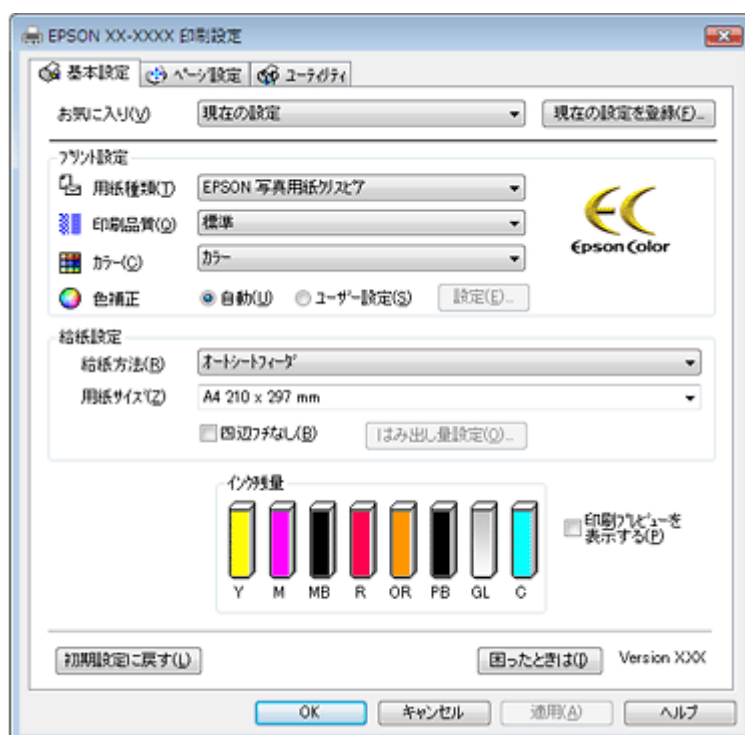 EPSON XX-XXXX 印刷設定
基本設定 ページ設定 ユーティリティ
お気に入り(V) 現在の設定 現在の設定を登録(F)...
プリント設定
用紙種類(T) EPSON 写真用紙クリスピア
印刷品質(Q) 標準
カラー(C) カラー
Epson Color
色補正 自動(U) ユーザー設定(S) 設定(E)...
給紙設定
給紙方法(R) オートシートフィーダ
用紙サイズ(Z) A4 210 x 297 mm
四辺フチなし(B) はみ出し量設定(O)...
インク残量
Y M MB R OR PB GL C
印刷プレビューを
表示する(P)
初期設定に戻す(L) 困ったときは(I) Version XXX
OK キャンセル 適用(A) ヘルプ